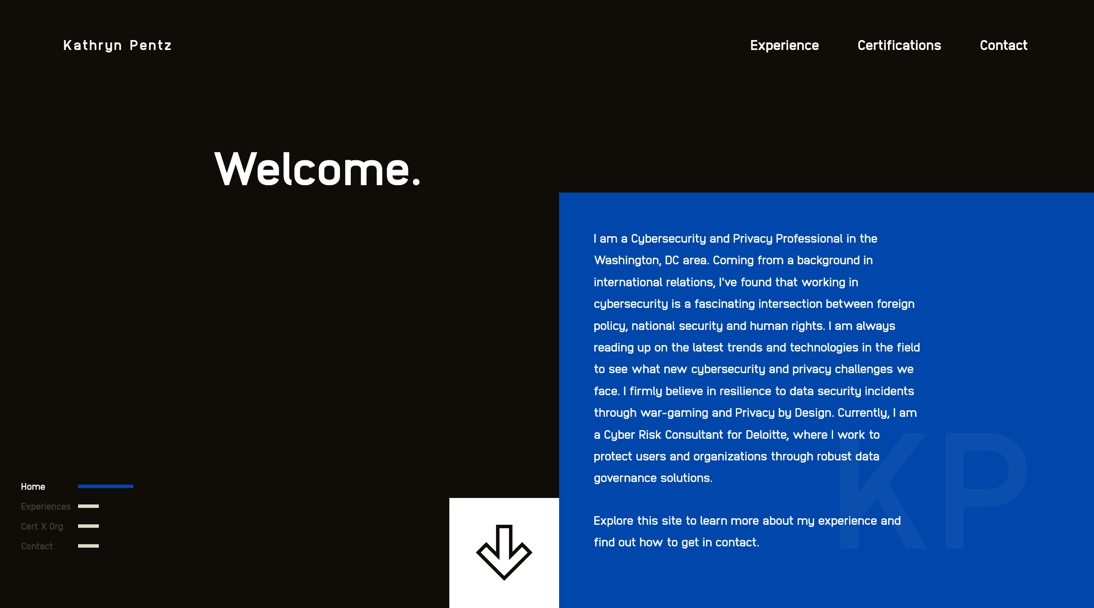 Kathryn Pentz
Experience
Certifications
Contact
Welcome.
I am a Cybersecurity and Privacy Professional in the
Washington, DC area. Coming from a background in
international relations, I've found that working in
cybersecurity is a fascinating intersection between foreign
policy, national security and human rights. I am always
reading up on the latest trends and technologies in the field
to see what new cybersecurity and privacy challenges we
face. I firmly believe in resilience to data security incidents
through war-gaming and Privacy by Design. Currently, I am
a Cyber Risk Consultant for Deloitte, where I work to
protect users and organizations through robust data
governance solutions.
Explore this site to learn more about my experience and
find out how to get in contact.
KP
Home
Experiences
Cert X Org
Contact